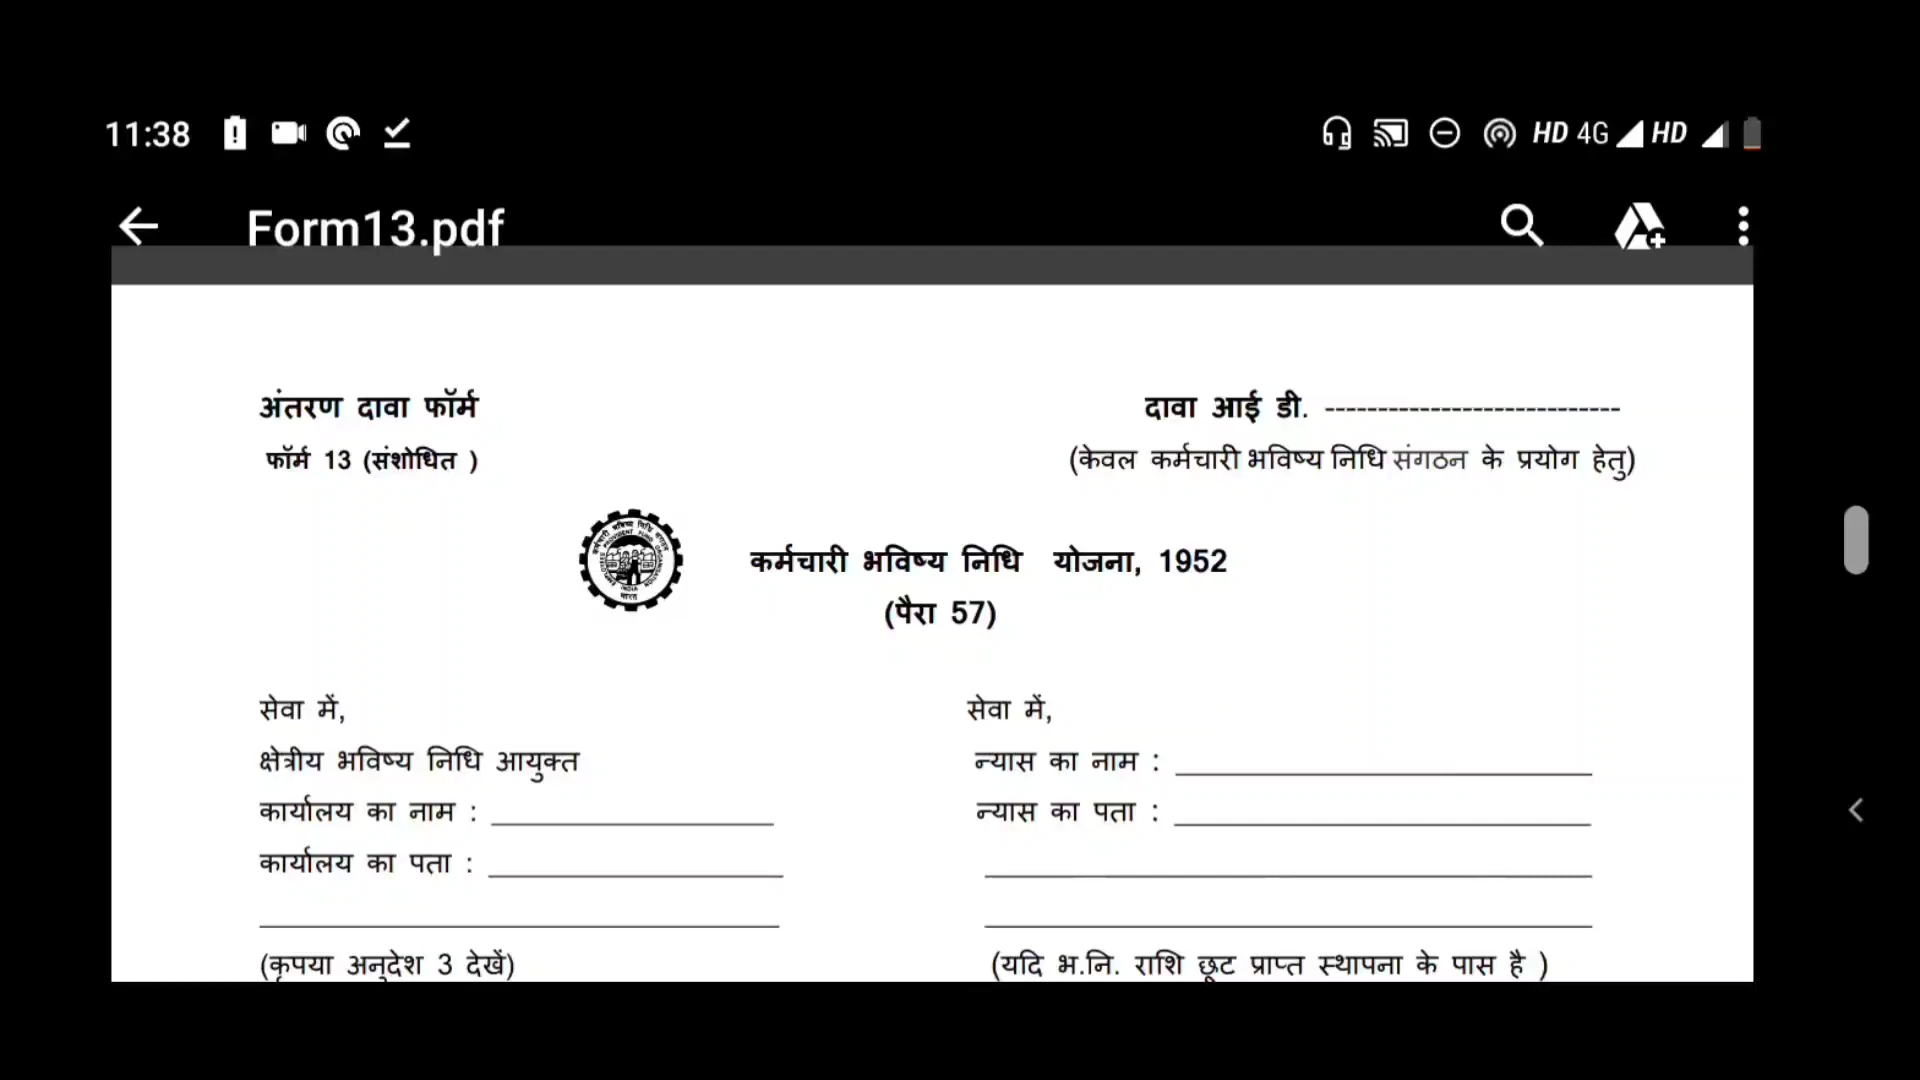 11:38 HD 4G HD
Form13.pdf
अंतरण दावा फॉर्म
दावा आई डी. ----------------------------
फॉर्म 13 (संशोधित )
(केवल कर्मचारी भविष्य निधि संगठन के प्रयोग हेतु)
कर्मचारी भविष्य निधि योजना, 1952
(पैरा 57)
सेवा में,
क्षेत्रीय भविष्य निधि आयुक्त
कार्यालय का नाम :
कार्यालय का पता :
(कृपया अनुदेश 3 देखें)
सेवा में,
न्यास का नाम :
न्यास का पता :
(यदि भ.नि. राशि छूट प्राप्त स्थापना के पास है )